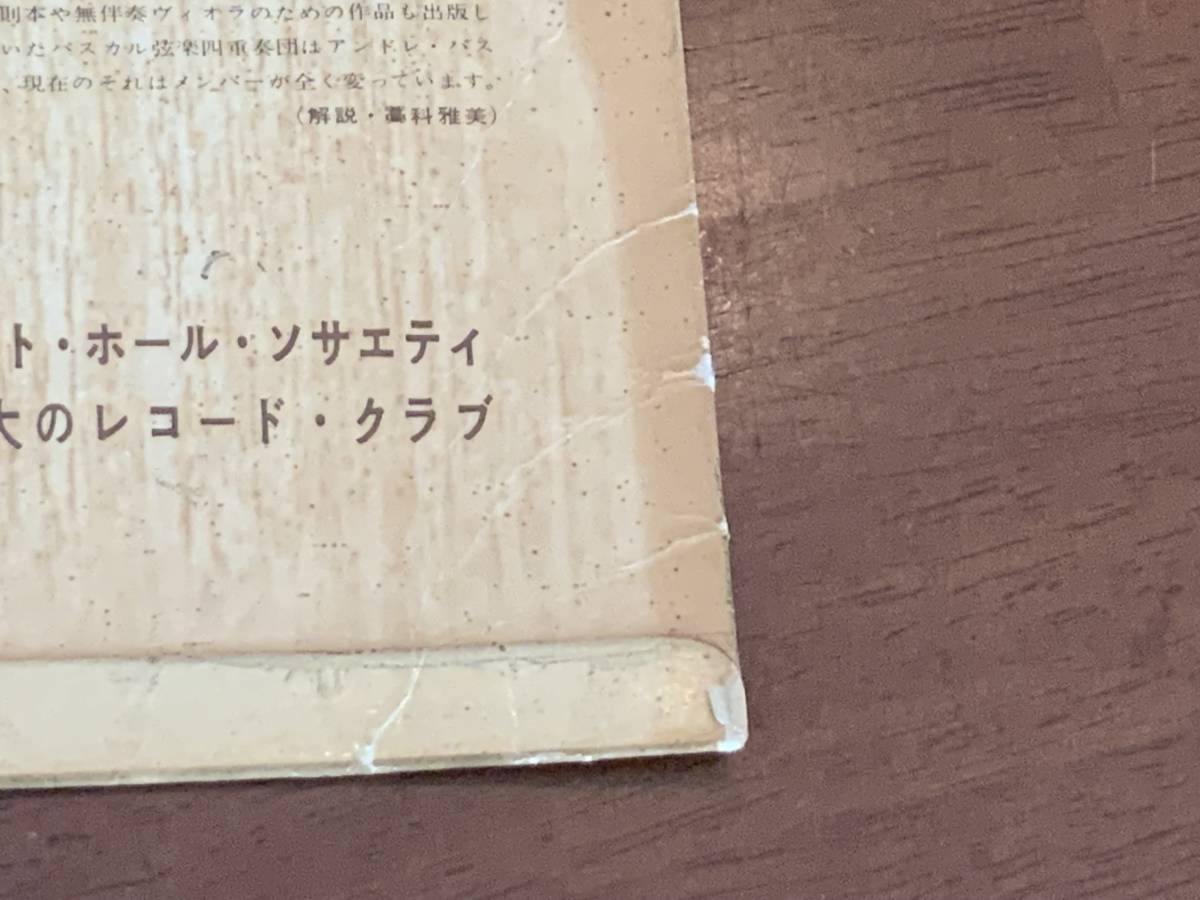 則本や無伴奏ヴィオラのための作品も出版し
いたパスカル弦楽四重奏団はアンドレ・パス
、現在のそれはメンバーが全く変っています。
(解説・藁科雅美)
ト・ホール・ソサエティ
大のレコード・クラブ